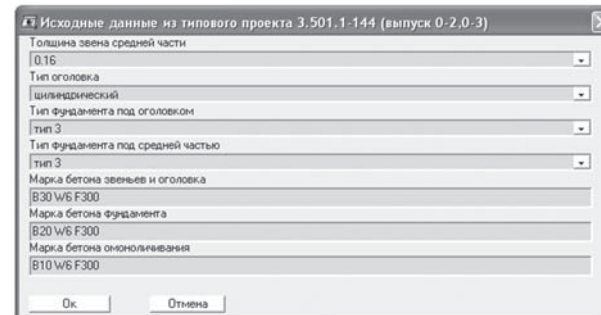 Исходные данные из типового проекта 3.501.1-144 (выпуск 0-2,0-3)
Толщина звена средней части
0.16
Тип оголовка
цилиндрический
Тип фундамента под оголовком
тип 3
Тип фундамента под средней частью
тип 3
Марка бетона звеньев и оголовка
B30 W6 F300
Марка бетона фундамента
B20 W6 F300
Марка бетона омоноличивания
B10 W6 F300
Ок Отмена